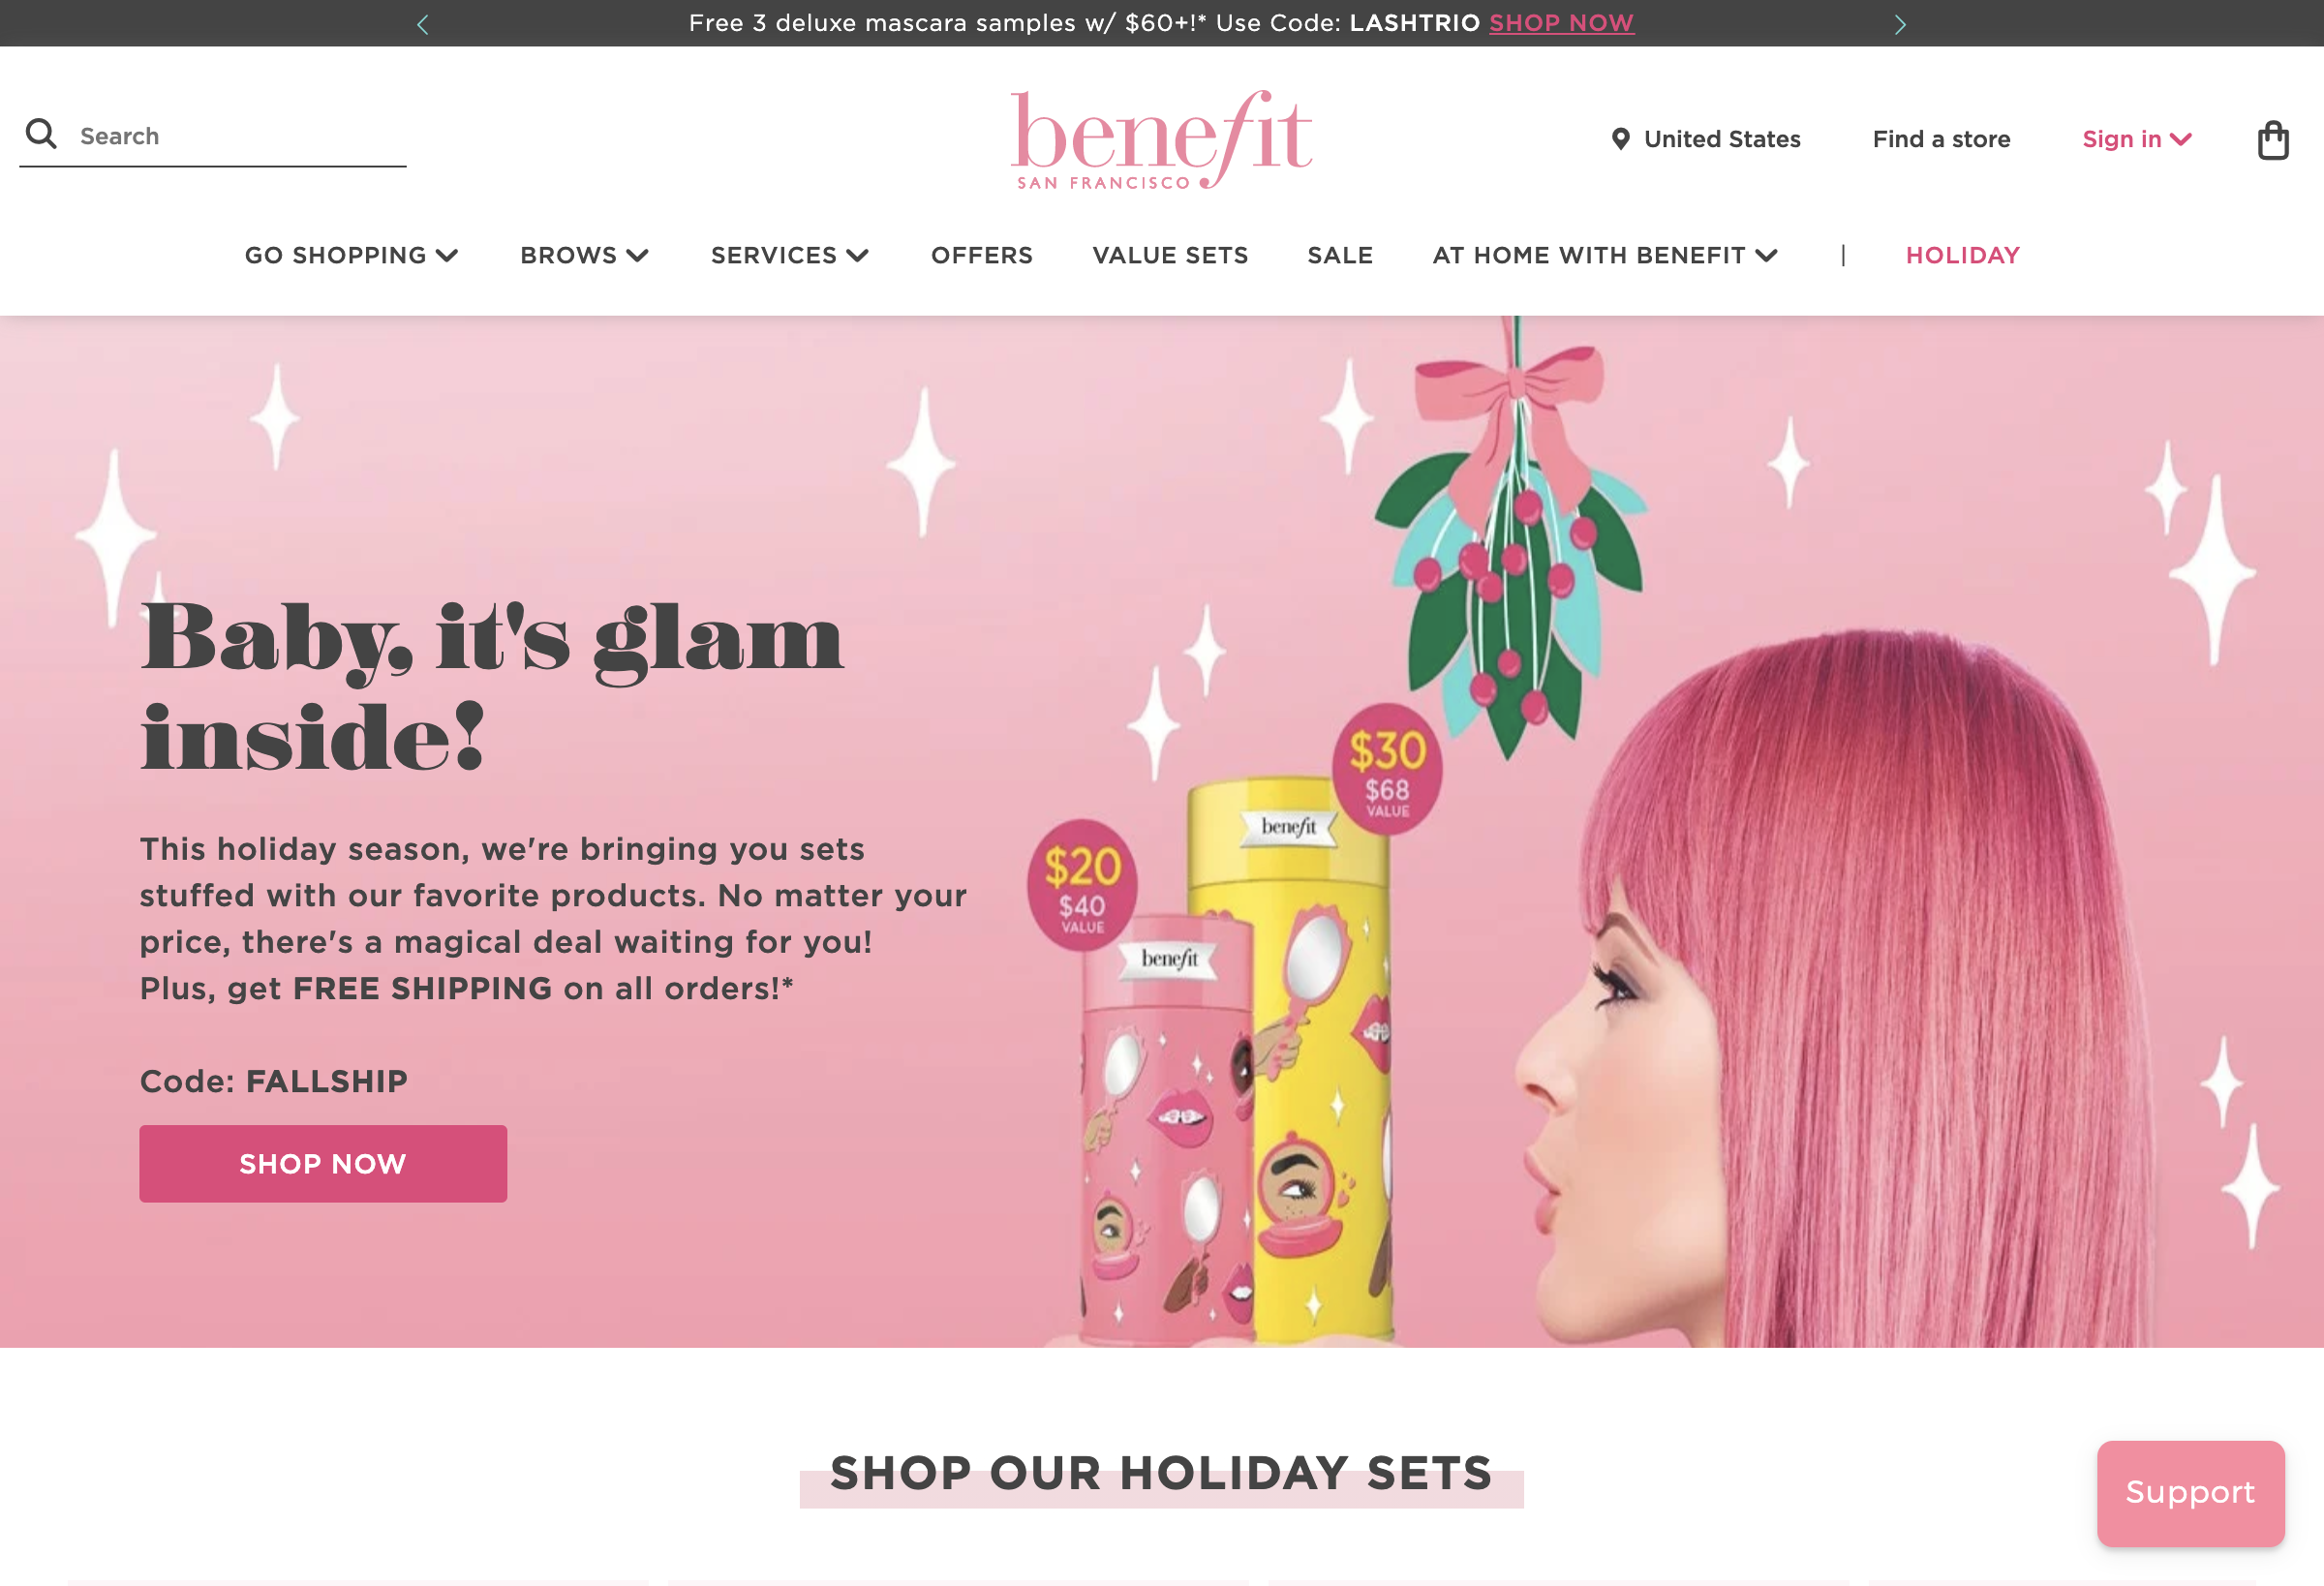 Free 3 deluxe mascara samples w/ $60+!* Use Code: LASHTRIO SHOP NOW
Search
benefit
SAN FRANCISCO
United States
Find a store
Sign in
GO SHOPPING
BROWS
SERVICES
OFFERS
VALUE SETS
SALE
AT HOME WITH BENEFIT
|
HOLIDAY
Baby, it's glam
inside!
This holiday season, we're bringing you sets
stuffed with our favorite products. No matter your
price, there's a magical deal waiting for you!
Plus, get FREE SHIPPING on all orders!*
Code: FALLSHIP
SHOP NOW
$30
$68
VALUE
benefit
$20
$40
VALUE
benefit
SHOP OUR HOLIDAY SETS
Support